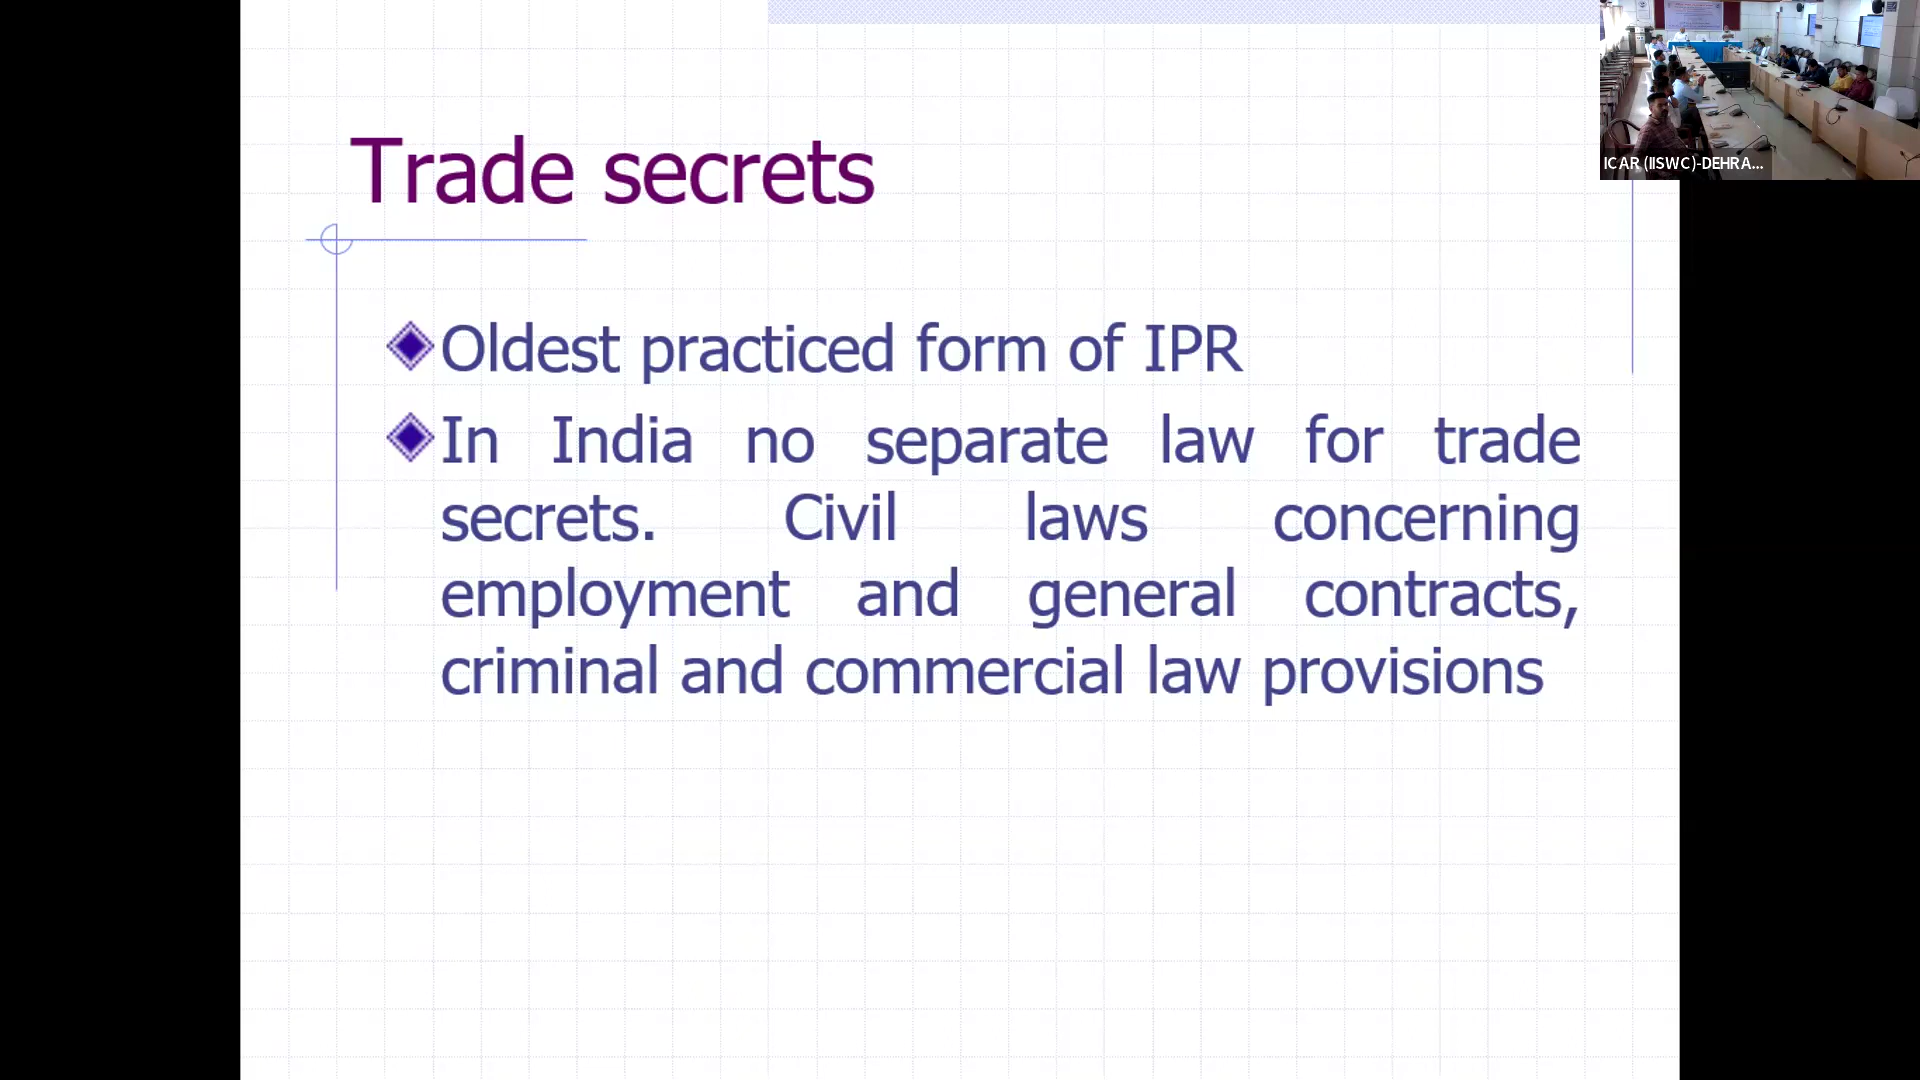 Trade secrets
Oldest practiced form of IPR
In India no separate law for trade
secrets. Civil laws concerning
employment and general contracts,
criminal and commercial law provisions
ICAR (IISWC)-DEHRA...